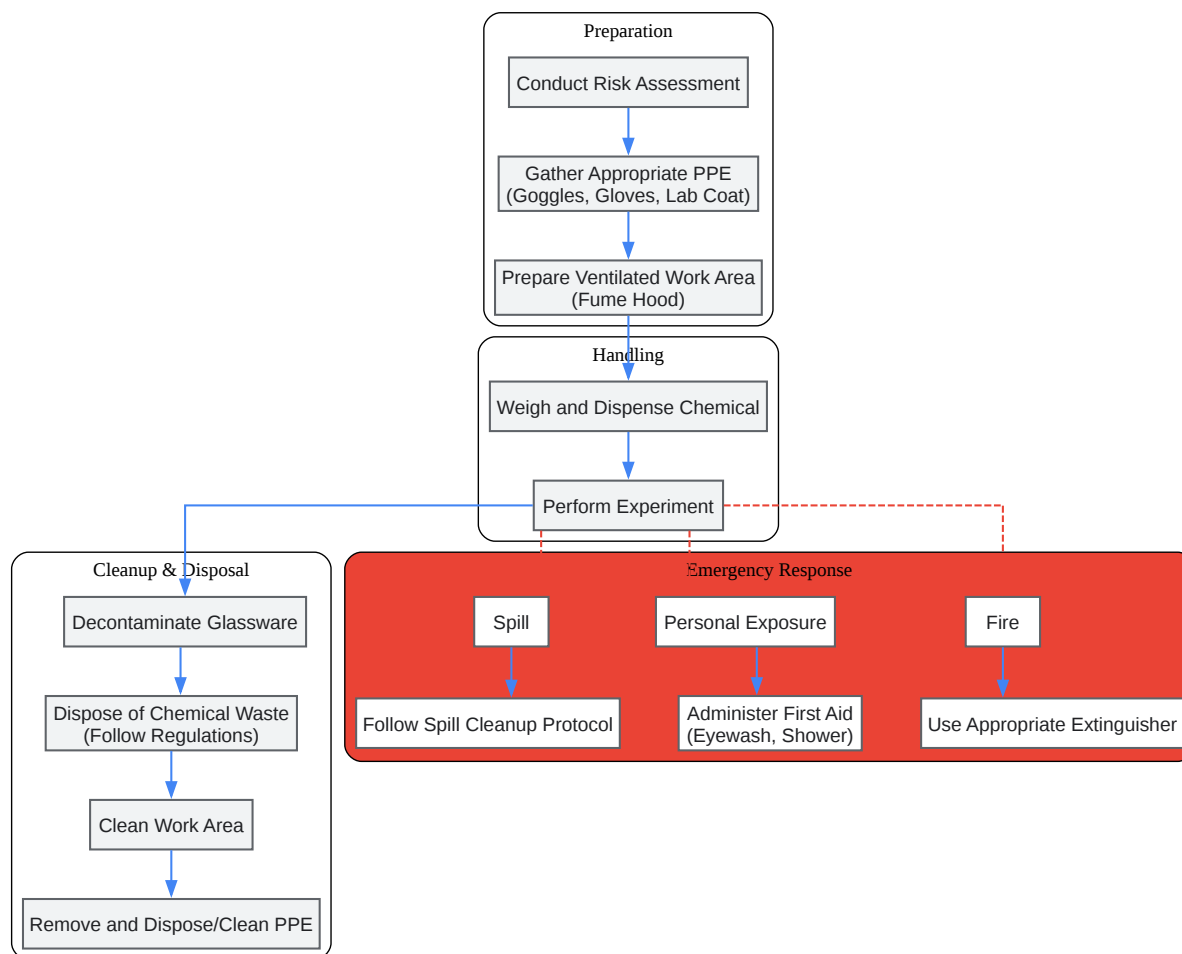 Preparation
Conduct Risk Assessment
Gather Appropriate PPE
(Goggles, Gloves, Lab Coat)
Prepare Ventilated Work Area
(Fume Hood)
Handling
Weigh and Dispense Chemical
Perform Experiment
Cleanup & Disposal
Decontaminate Glassware
Dispose of Chemical Waste
(Follow Regulations)
Clean Work Area
Remove and Dispose/Clean PPE
Emergency Response
Spill
Follow Spill Cleanup Protocol
Personal Exposure
Administer First Aid
(Eyewash, Shower)
Fire
Use Appropriate Extinguisher